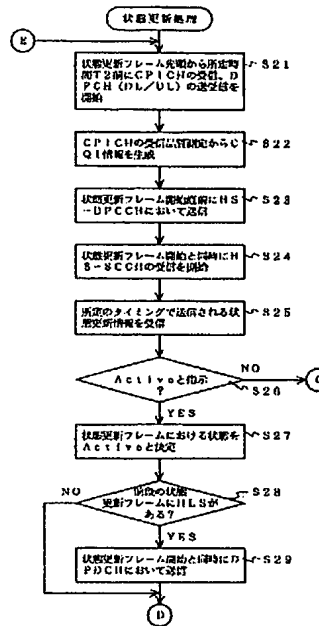 状態更新処理
E
状態更新フレーム先頭から所定時
間T2前にCPICHの受信、D
PCH(DL/UL)の送受信を
開始
S21
CPICHの受信品質測定からC
QI情報を生成
S22
状態更新フレーム開始直前にHS
-DPCCHにおいて送信
S23
状態更新フレーム開始と同時にH
S-SCCHの受信を開始
S24
所定のタイミングで送信される状
態更新情報を受信
S25
Activeと指示
?
NO
C
S26
YES
状態更新フレームにおける状態を
Activeと決定
S27
NO
前段の状態
更新フレームにHLSが
ある?
S28
YES
状態更新フレーム開始と同時にD
PDCHにおいて送信
S29
D